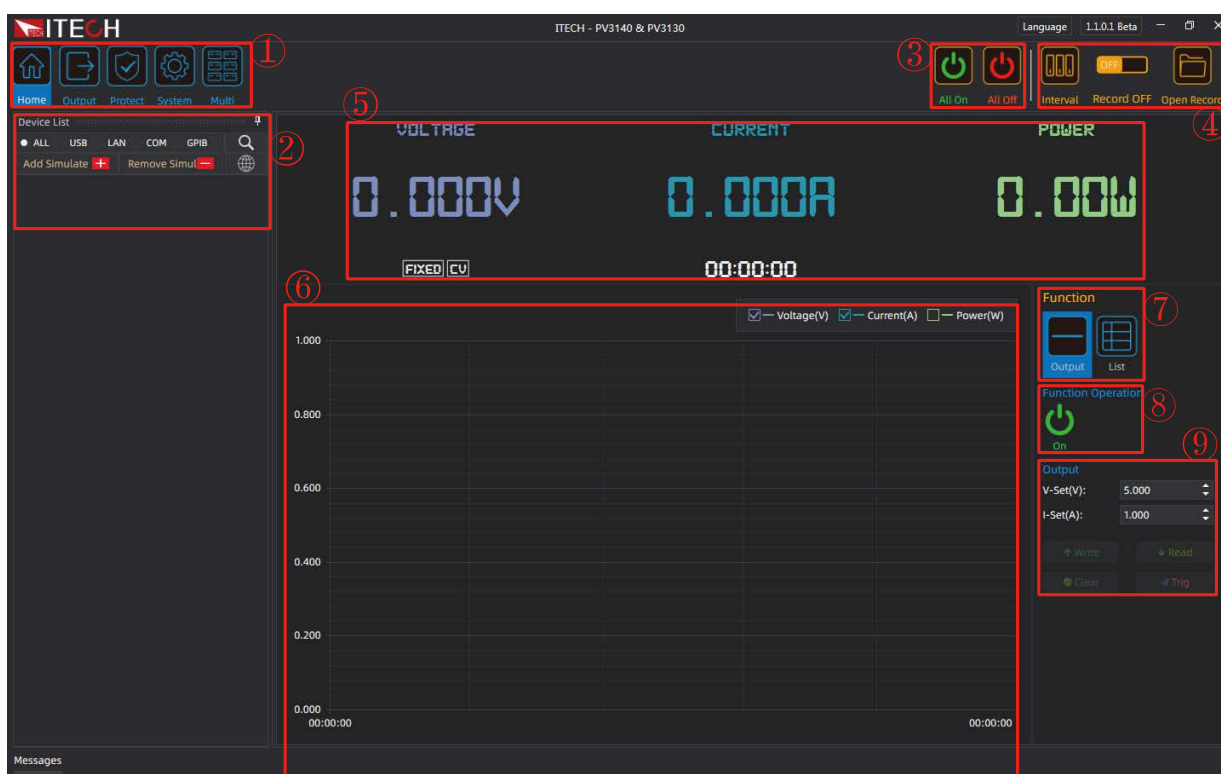 ITECH
ITECH - PV3140 & PV3130
Language 1.1.0.1 Beta
①
③
Home Output Protect System Multi
All On All Off
OFF
Interval Record OFF Open Record
④
Device List
②
ALL USB LAN COM GPIB
Add Simulate Remove Simul
⑤
VOLTAGE CURRENT POWER
0.000V 0.000A 0.00W
FIXED CV 00:00:00
⑥
Voltage(V) Current(A) Power(W)
1.000
0.800
0.600
0.400
0.200
0.000
00:00:00 00:00:00
Function
⑦
Output List
Function Operation
⑧
On
⑨
Output
V-Set(V): 5.000
I-Set(A): 1.000
Write Read
Clear Trig
Messages